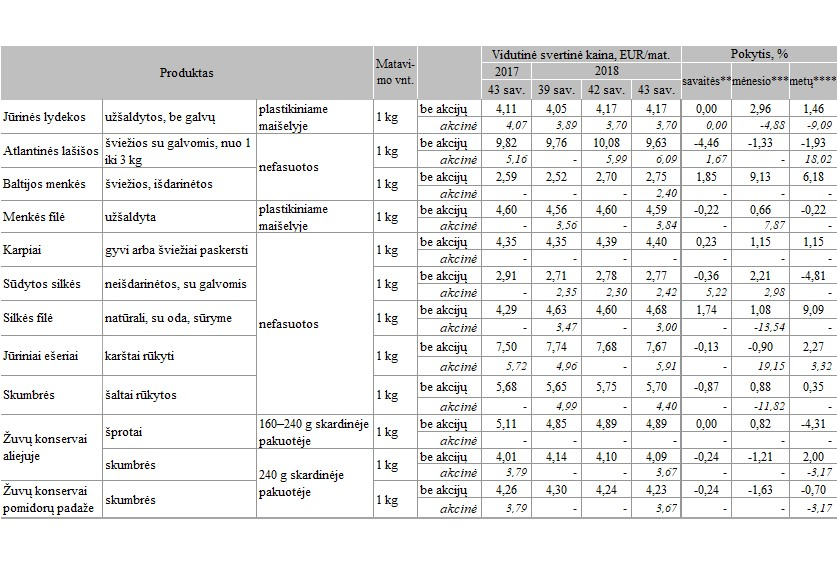 Produktas Matavi-mo vnt. Vidutinė svertinė kaina, EUR/mat. Pokytis, %
2017 2018 savaitės** mėnesio*** metų****
43 sav. 39 sav. 42 sav. 43 sav.
Jūrinės lydekos užšaldytos, be galvų plastikiniame maišelyje 1 kg be akcijų 4,11 4,05 4,17 4,17 0,00 2,96 1,46
akcinė 4,07 3,89 3,70 3,70 0,00 -4,88 -9,09
Atlantinės lašišos šviežios su galvomis, nuo 1 iki 3 kg nefasuotos 1 kg be akcijų 9,82 9,76 10,08 9,63 -4,46 -1,33 -1,93
akcinė 5,16 - 5,99 6,09 1,67 - 18,02
Baltijos menkės šviežios, išdarinėtos 1 kg be akcijų 2,59 2,52 2,70 2,75 1,85 9,13 6,18
akcinė - - - 2,40 - - -
Menkės filė užšaldyta plastikiniame maišelyje 1 kg be akcijų 4,60 4,56 4,60 4,59 -0,22 0,66 -0,22
akcinė - 3,56 - 3,84 - 7,87 -
Karpiai gyvi arba šviežiai paskersti nefasuotos 1 kg be akcijų 4,35 4,35 4,39 4,40 0,23 1,15 1,15
akcinė - - - - - - -
Sūdytos silkės neišdarinėtos, su galvomis 1 kg be akcijų 2,91 2,71 2,78 2,77 -0,36 2,21 -4,81
akcinė - 2,35 2,30 2,42 5,22 2,98 -
Silkės filė natūrali, su oda, sūryme 1 kg be akcijų 4,29 4,63 4,60 4,68 1,74 1,08 9,09
akcinė - 3,47 - 3,00 - -13,54 -
Jūriniai ešeriai karštai rūkyti 1 kg be akcijų 7,50 7,74 7,68 7,67 -0,13 -0,90 2,27
akcinė 5,72 4,96 - 5,91 - 19,15 3,32
Skumbrės šaltai rūkytos 1 kg be akcijų 5,68 5,65 5,75 5,70 -0,87 0,88 0,35
akcinė - 4,99 - 4,40 - -11,82 -
Žuvų konservai aliejuje šprotai 160–240 g skardinėje pakuotėje 1 kg be akcijų 5,11 4,85 4,89 4,89 0,00 0,82 -4,31
akcinė - - - - - - -
skumbrės 240 g skardinėje pakuotėje 1 kg be akcijų 4,01 4,14 4,10 4,09 -0,24 -1,21 2,00
akcinė 3,79 - - 3,67 - - -3,17
Žuvų konservai pomidorų padaže skumbrės 1 kg be akcijų 4,26 4,30 4,24 4,23 -0,24 -1,63 -0,70
akcinė 3,79 - - 3,67 - - -3,17